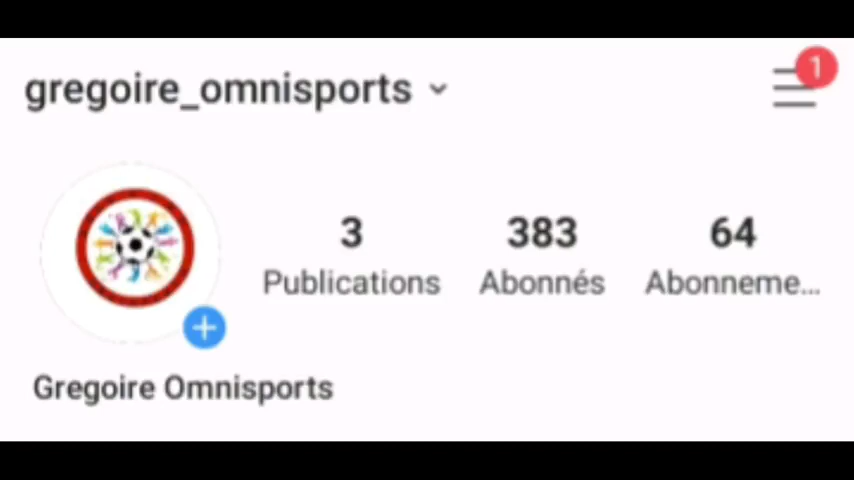 gregoire_omnisports
1
3 383 64
Publications Abonnés Abonneme...
Gregoire Omnisports